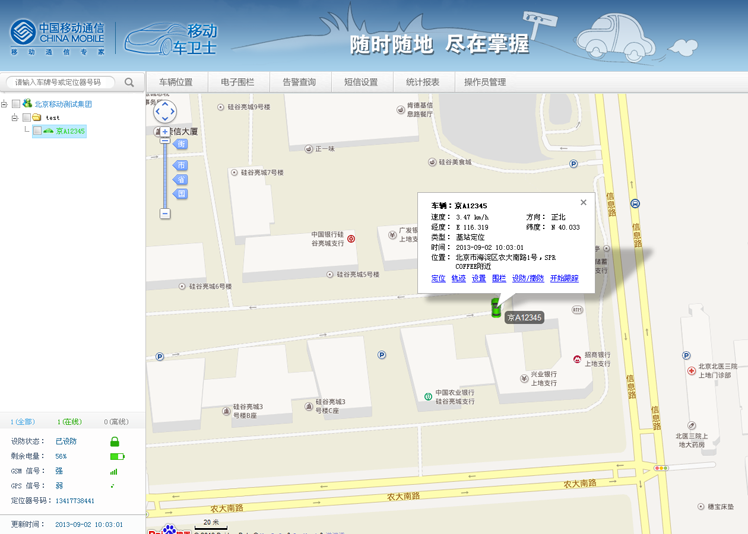 中国移动通信
CHINA MOBILE
移动通信专家
移动
车卫士
随时随地 尽在掌握
请输入车牌号或定位器号码
车辆位置
电子围栏
告警查询
短信设置
统计报表
操作员管理
北京移动测试集团
test
京A12345
1(全部)
1(在线)
0(离线)
设防状态: 已设防
剩余电量: 58%
GSM 信号: 强
GPS 信号: 弱
定位器号码: 13417738441
更新时间: 2013-09-02 10:03:01
硅谷亮城9号楼
肯德基信
息路餐厅
信大厦
正一味
街
市
省
国
硅谷美食城
硅谷亮城7号楼
中国银行硅
谷亮城支行
广发银
上地支
硅谷亮城5号楼
硅谷亮城6号楼
车辆:京A12345
速度: 3.47 km/h
方向: 正北
经度: E 116.319
纬度: N 40.033
类型: 基站定位
时间: 2013-09-02 10:03:01
位置: 北京市海淀区农大南路1号,SPR
COFFEE附近
定位 轨迹 设置 围栏 设防/撤防 开始跟踪
京A12345
信息路
信息路
招商银行
上地支行
兴业银行
上地支行
中国农业银行
硅谷亮城支行
硅谷亮城3
号楼B座
硅谷亮城3
号楼C座
北京北医三院
上地门诊部
北医三院上
地大药房
信息路
信息路
穗宝床垫
农大南路
农大南路
农大南路
20 米